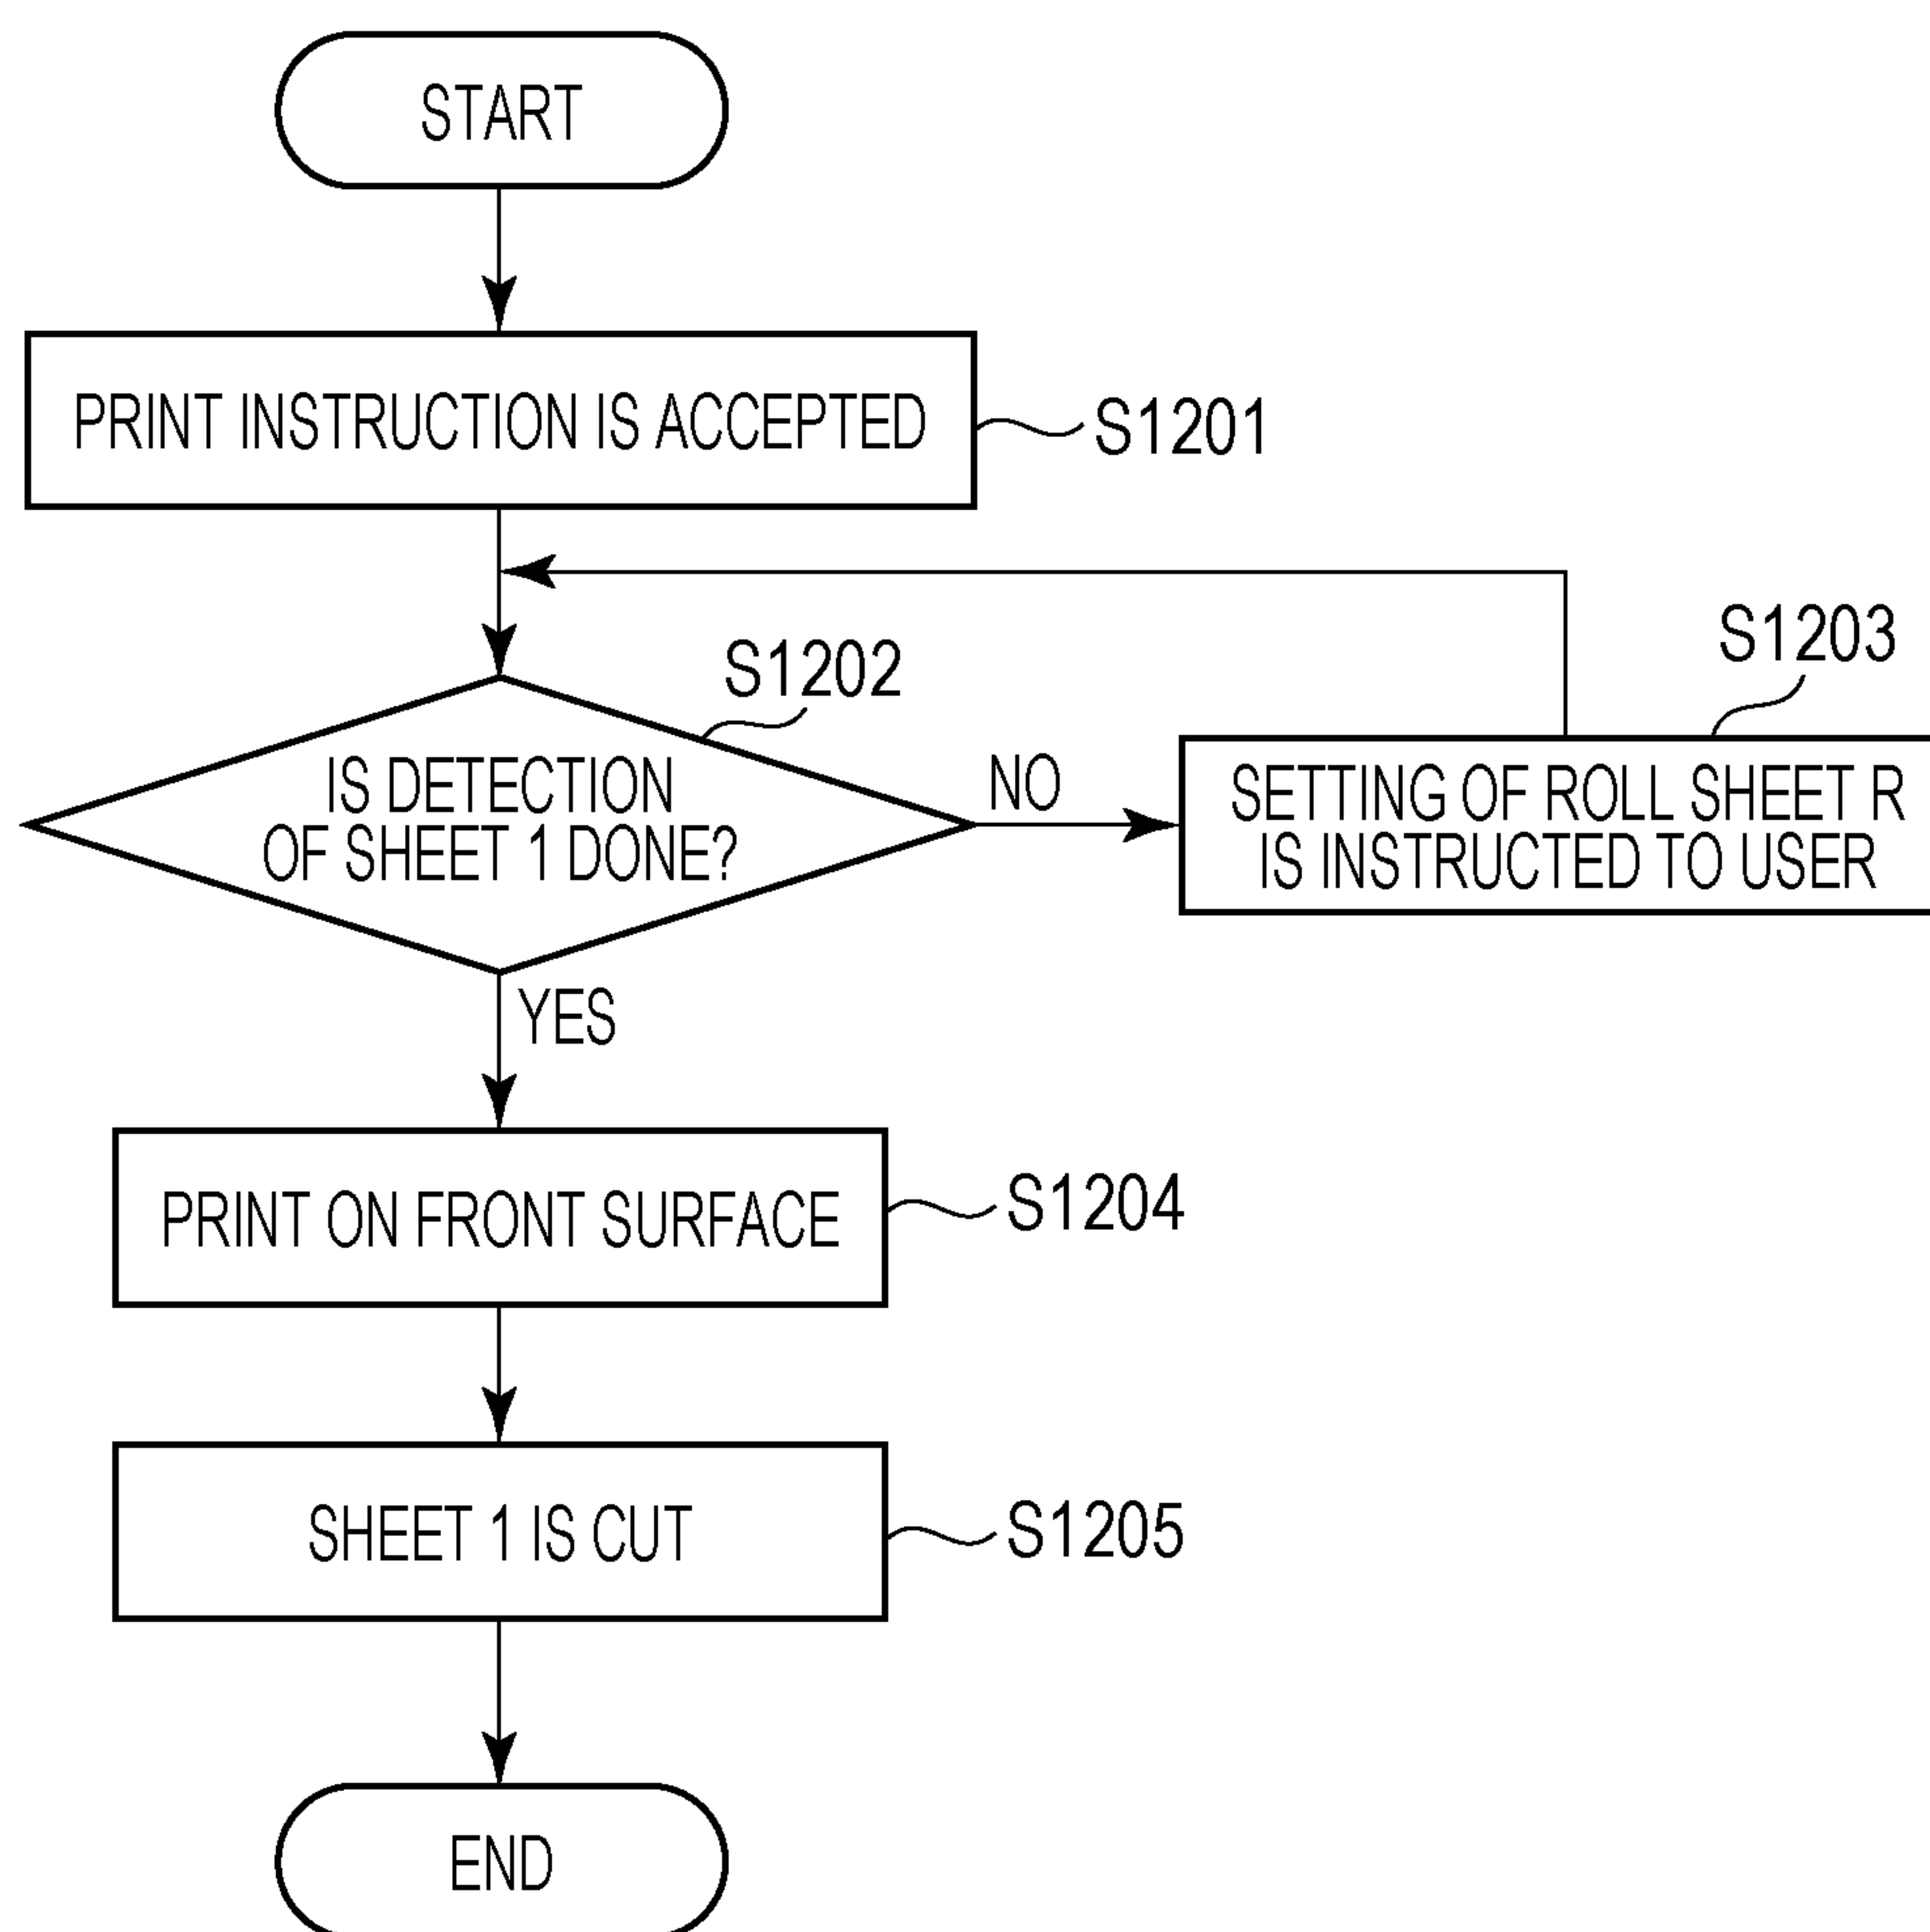 START
PRINT INSTRUCTION IS ACCEPTED
S1201
S1202
S1203
IS DETECTION
OF SHEET 1 DONE?
NO
SETTING OF ROLL SHEET R
IS INSTRUCTED TO USER
YES
PRINT ON FRONT SURFACE
S1204
SHEET 1 IS CUT
S1205
END